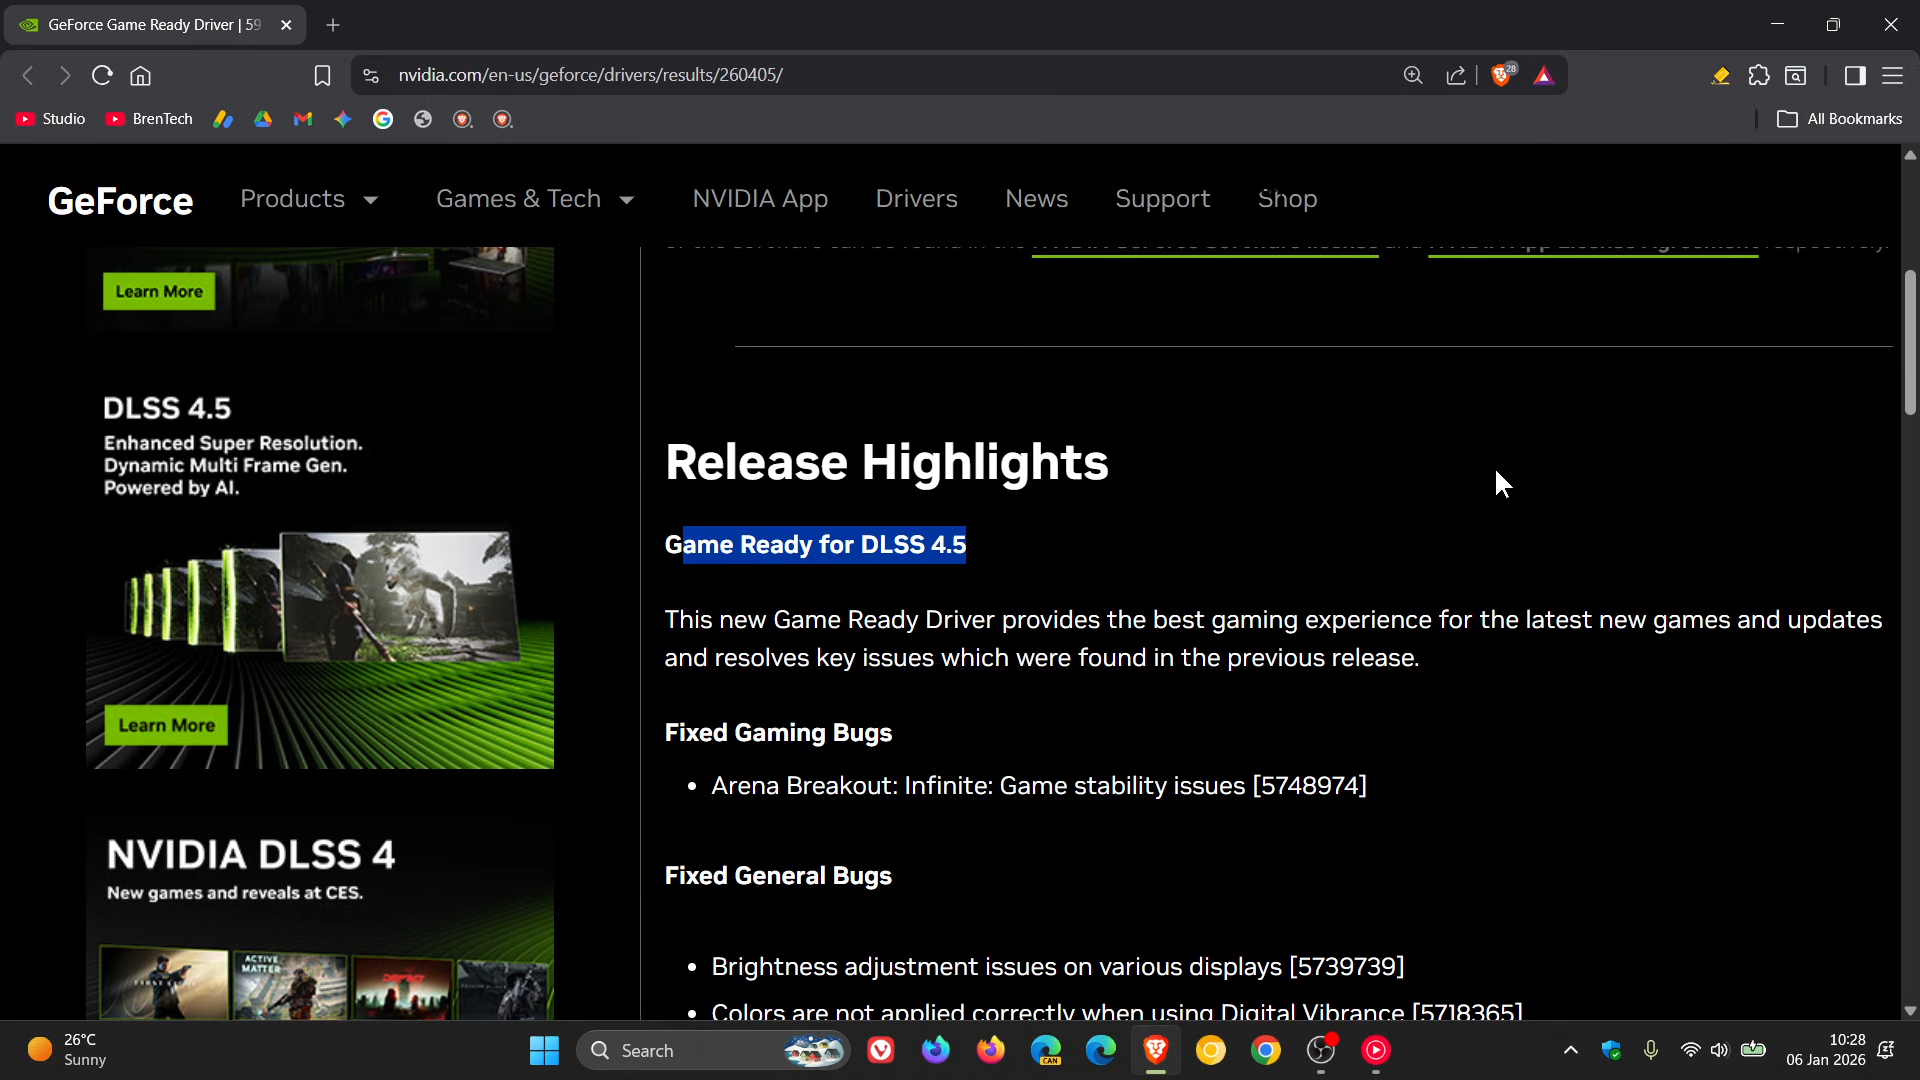 GeForce Game Ready Driver | 59
nvidia.com/en-us/geforce/drivers/results/260405/
28
Studio
BrenTech
All Bookmarks
GeForce
Products
Games & Tech
NVIDIA App
Drivers
News
Support
Shop
Learn More
DLSS 4.5
Enhanced Super Resolution.
Dynamic Multi Frame Gen.
Powered by AI.
Learn More
NVIDIA DLSS 4
New games and reveals at CES.
ACTIVE
MATTER
Release Highlights
Game Ready for DLSS 4.5
This new Game Ready Driver provides the best gaming experience for the latest new games and updates
and resolves key issues which were found in the previous release.
Fixed Gaming Bugs
• Arena Breakout: Infinite: Game stability issues [5748974]
Fixed General Bugs
• Brightness adjustment issues on various displays [5739739]
• Colors are not applied correctly when using Digital Vibrance [5718365]
26°C
Sunny
Search
CAN
10:28
06 Jan 2026